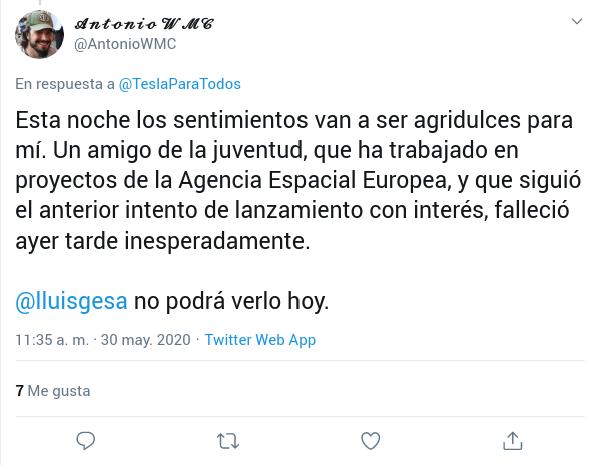 Antonio W MC
@AntonioWMC
En respuesta a @TeslaParaTodos
Esta noche los sentimientos van a ser agridulces para
mí. Un amigo de la juventud, que ha trabajado en
proyectos de la Agencia Espacial Europea, y que siguió
el anterior intento de lanzamiento con interés, falleció
ayer tarde inesperadamente.
@lluisgesa no podrá verlo hoy.
11:35 a. m. · 30 may. 2020 · Twitter Web App
7 Me gusta